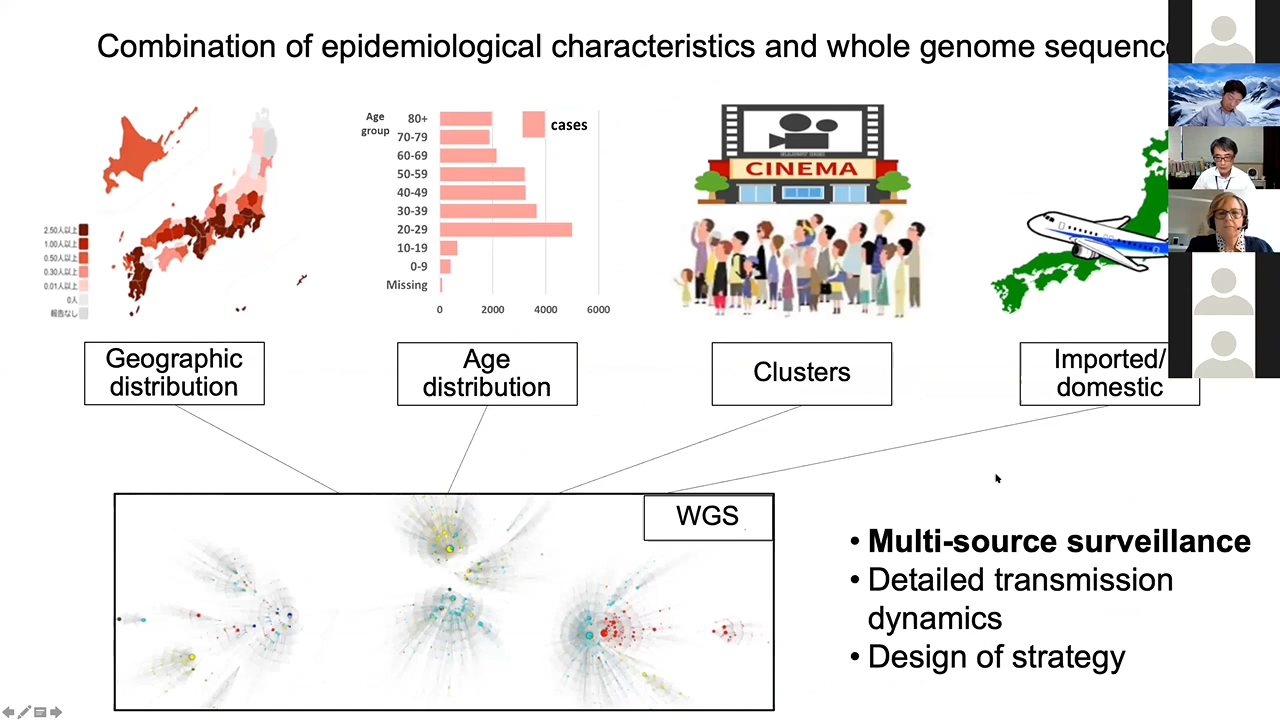 Combination of epidemiological characteristics and whole genome sequenc
Age
group
80+
70-79
60-69
50-59
40-49
30-39
20-29
10-19
0-9
Missing
0
2000
4000
6000
cases
2.50人以上
1.00人以上
0.50人以上
0.30人以上
0.01人以上
0人
報告なし
CINEMA
Geographic
distribution
Age
distribution
Clusters
Imported/
domestic
WGS
• Multi-source surveillance
• Detailed transmission
dynamics
• Design of strategy